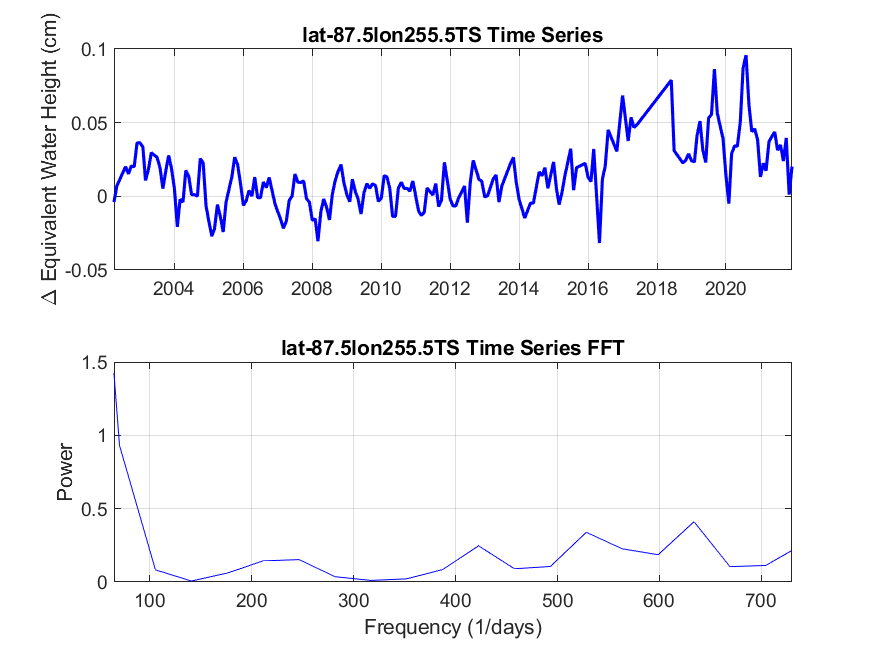 lat-87.5lon255.5TS Time Series
Δ Equivalent Water Height (cm)
0.1
0.05
0
-0.05
2004 2006 2008 2010 2012 2014 2016 2018 2020
lat-87.5lon255.5TS Time Series FFT
Power
1.5
1
0.5
0
100 200 300 400 500 600 700
Frequency (1/days)